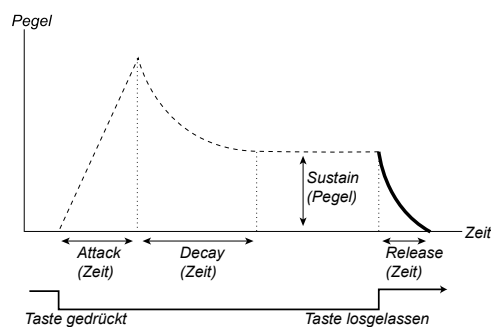 Pegel
Sustain
(Pegel)
Zeit
Attack
(Zeit)
Decay
(Zeit)
Release
(Zeit)
Taste gedrückt
Taste losgelassen